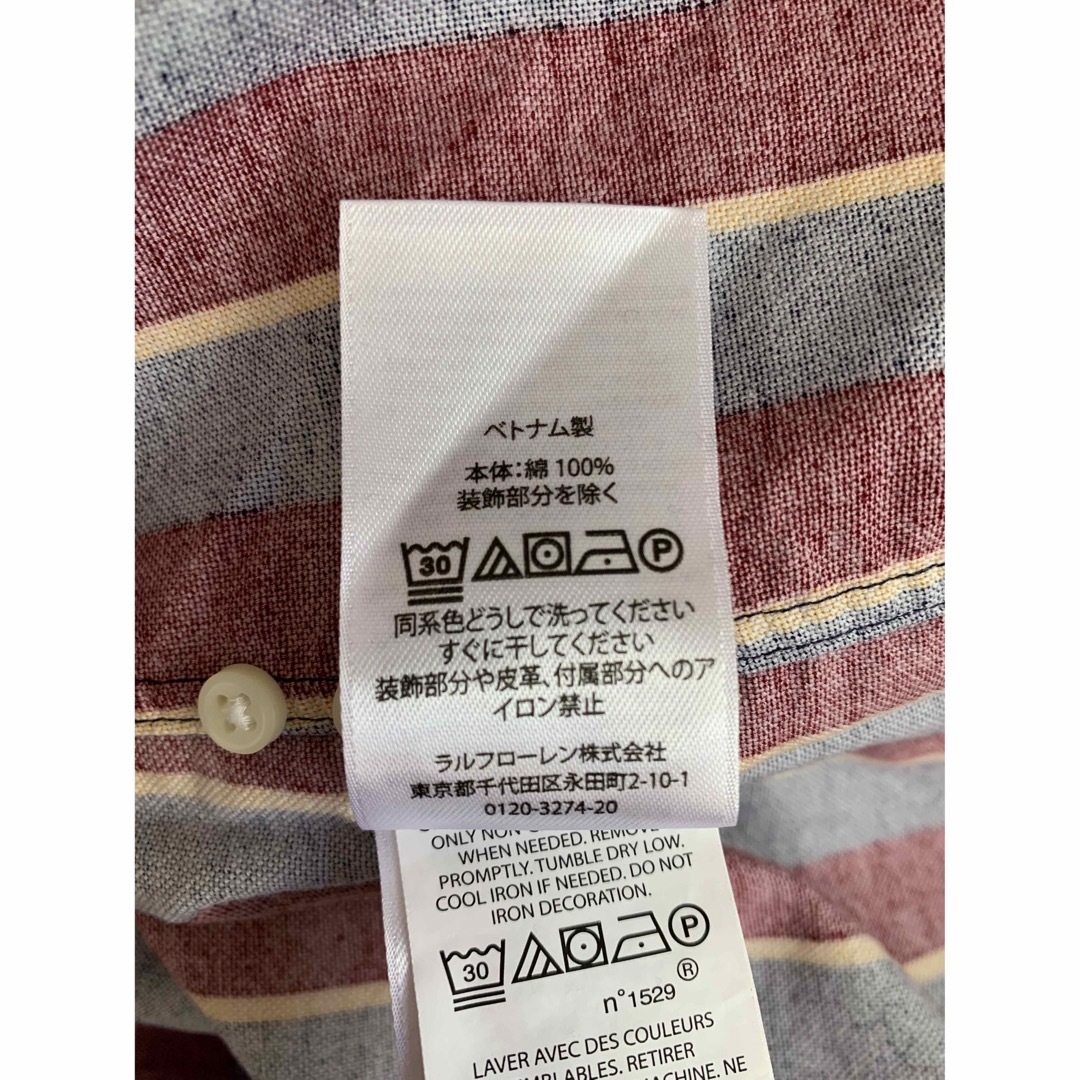 ベトナム製
本体:綿 100%
装飾部分を除く
30 P
同系色どうしで洗ってください
すぐに干してください
装飾部分や皮革、付属部分へのア
イロン禁止
ラルフローレン株式会社
東京都千代田区永田町2-10-1
0120-3274-20
ONLY NON
WHEN NEEDED. REMOVE
PROMPTLY. TUMBLE DRY LOW.
COOL IRON IF NEEDED. DO NOT
IRON DECORATION.
30 P
®
n°1529
LAVER AVEC DES COULEURS
RETIRER
MACHINE. NE